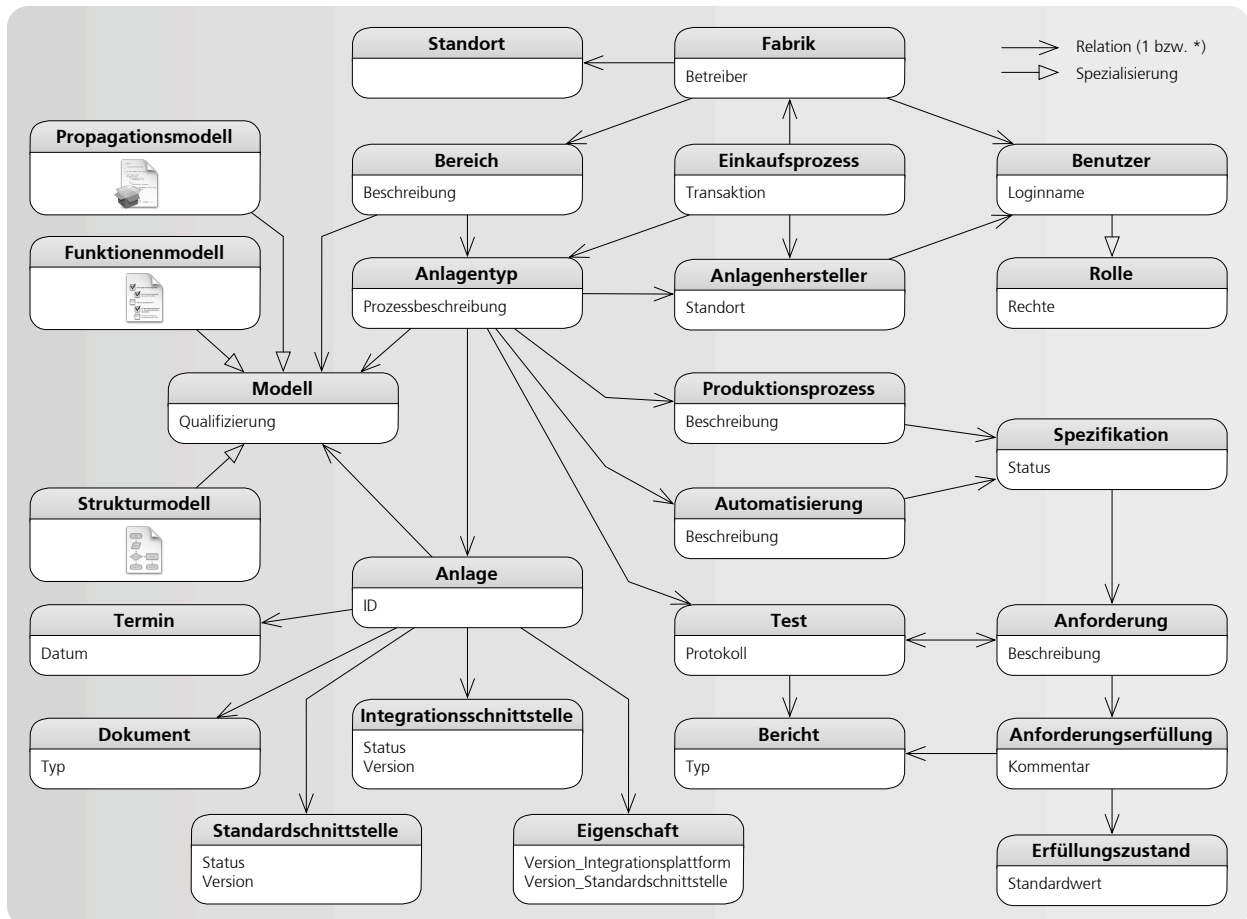 Standort
Fabrik
Betreiber
Relation (1 bzw. *)
Spezialisierung
Propagationsmodell
Bereich
Beschreibung
Einkaufsprozess
Transaktion
Benutzer
Loginname
Funktionenmodell
Anlagentyp
Prozessbeschreibung
Anlagenhersteller
Standort
Rolle
Rechte
Modell
Qualifizierung
Produktionsprozess
Beschreibung
Spezifikation
Status
Strukturmodell
Automatisierung
Beschreibung
Anlage
ID
Termin
Datum
Test
Protokoll
Anforderung
Beschreibung
Dokument
Typ
Integrationsschnittstelle
Status
Version
Bericht
Typ
Anforderungserfüllung
Kommentar
Standardschnittstelle
Status
Version
Eigenschaft
Version_Integrationsplattform
Version_Standardschnittstelle
Erfüllungszustand
Standardwert